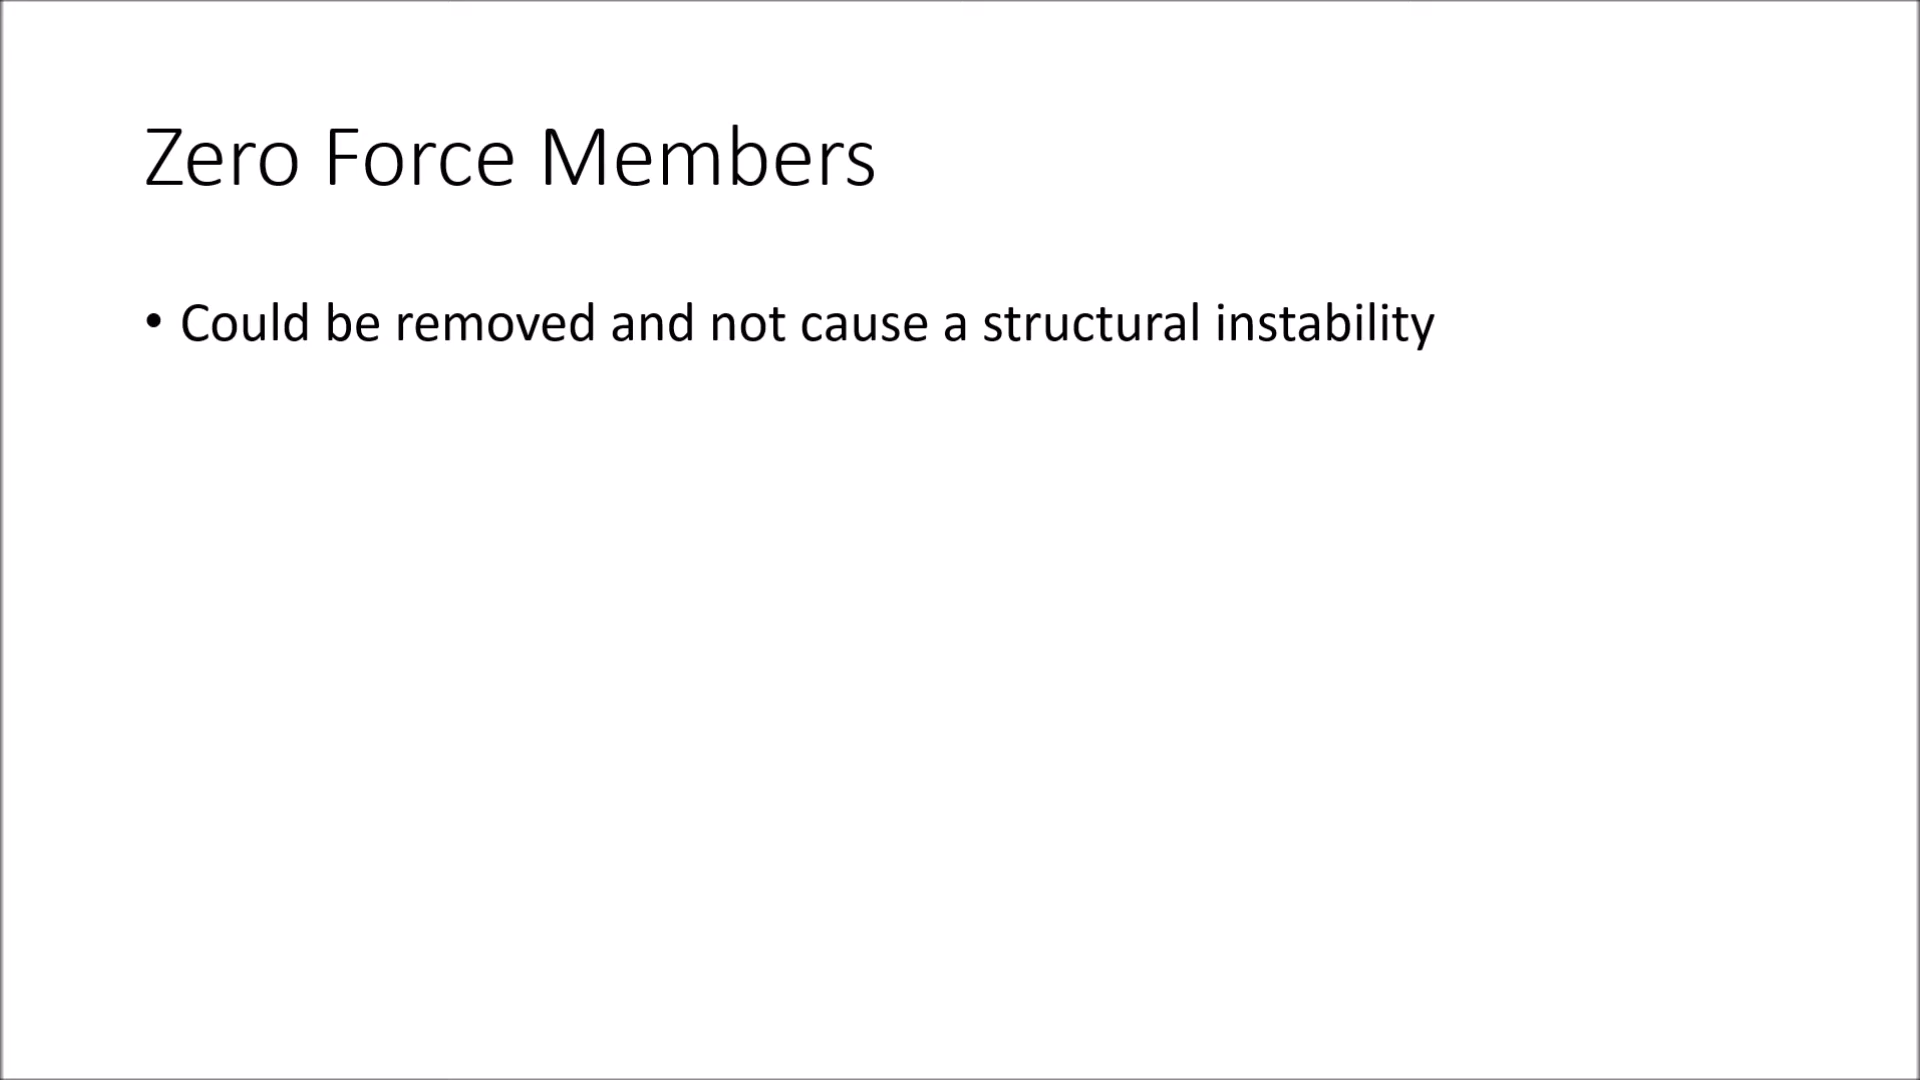 Zero Force Members
• Could be removed and not cause a structural instability